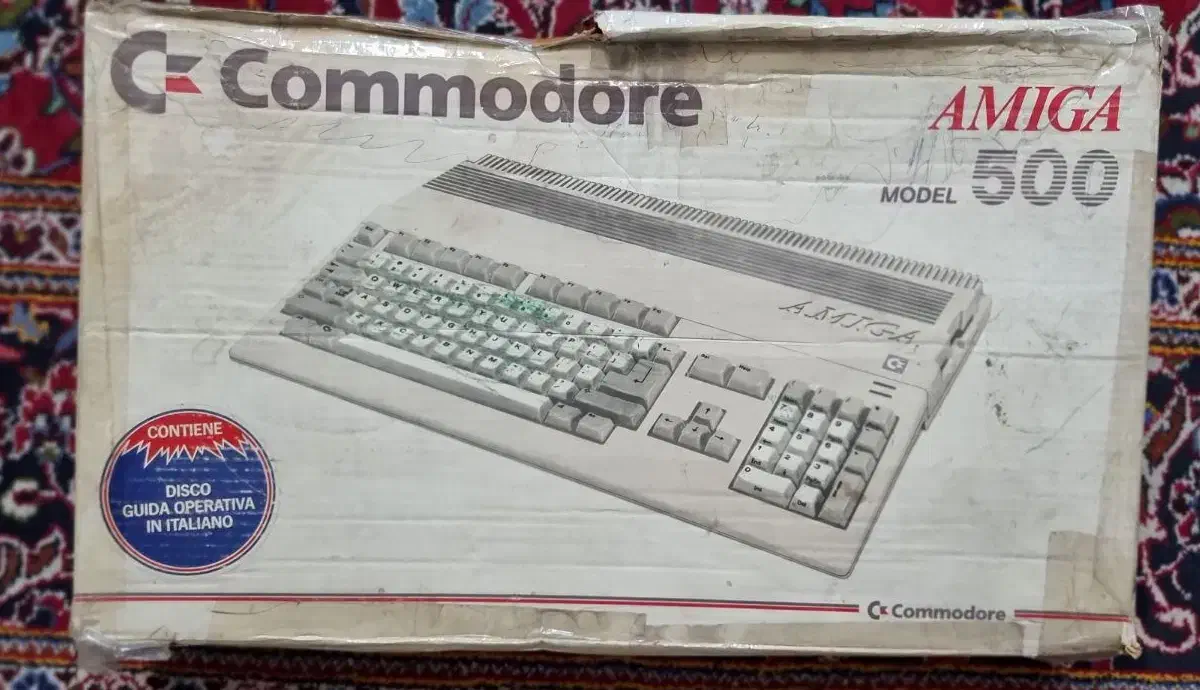 Commodore
AMIGA
MODEL 500
AMIGA
CONTIENE
DISCO
GUIDA OPERATIVA
IN ITALIANO
Commodore